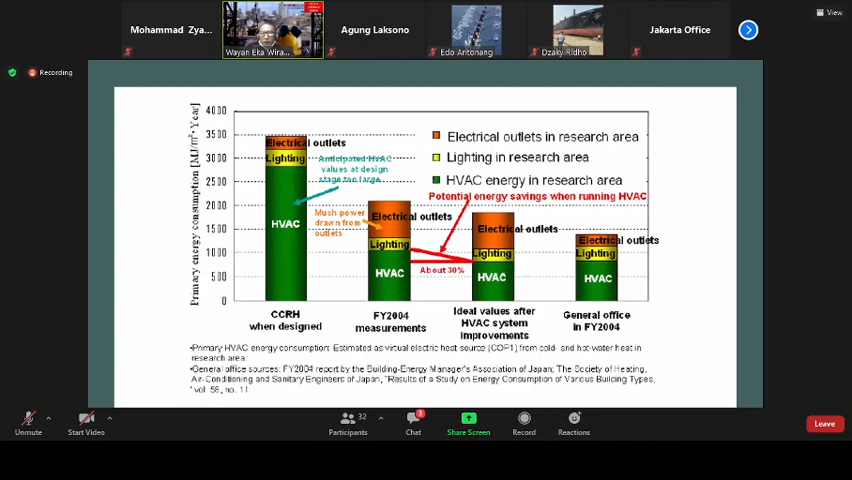 View
Mohammad Zya...
Wayan Eka Wira...
Agung Laksono
Edo Antonang
Dzaky Ridho
Jakarta Office
Recording
Primary energy consumption [MJ/m²·Year]
4000
3500
3000
2500
2000
1500
1000
500
0
Electrical outlets in research area
Lighting in research area
HVAC energy in research area
Electrical outlets
Lighting
HVAC
Anticipated HVAC
values at design
stage too large
Potential energy savings when running HVAC
Mush power
drawn from
outlets
Electrical outlets
Lighting
HVAC
About 30%
Electrical outlets
Lighting
HVAC
Electrical outlets
Lighting
HVAC
CCRH
when designed
FY2004
measurements
Ideal values after
HVAC system
improvements
General office
in FY2004
•Primary HVAC energy consumption: Estimated as virtual electric heat source (COP1) from cold- and hot-water heat in
research area.
•General office sources: FY2004 report by the Building-Energy Manager's Association of Japan; The Society of Heating,
Air-Conditioning and Sanitary Engineers of Japan, "Results of a Study on Energy Consumption of Various Building Types,
" vol. 58, no. 11.
Unmute
Start Video
32
Participants
Chat
Share Screen
Record
Reactions
Leave